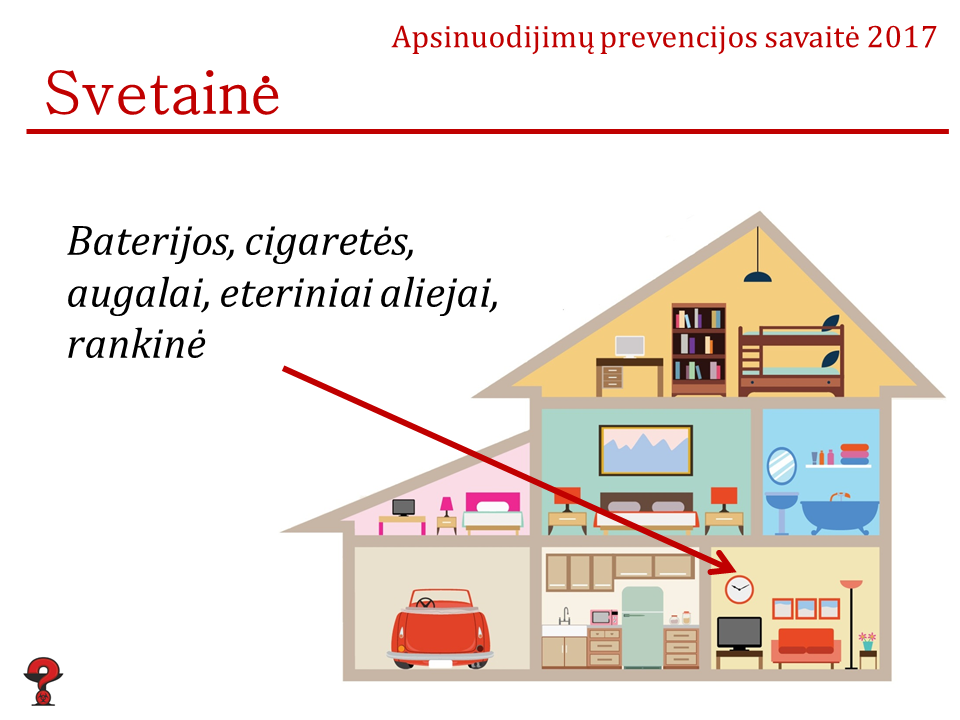 Apsinuodijimų prevencijos savaitė 2017
Svetainė
Baterijos, cigaretės,
augalai, eteriniai aliejai,
rankinė